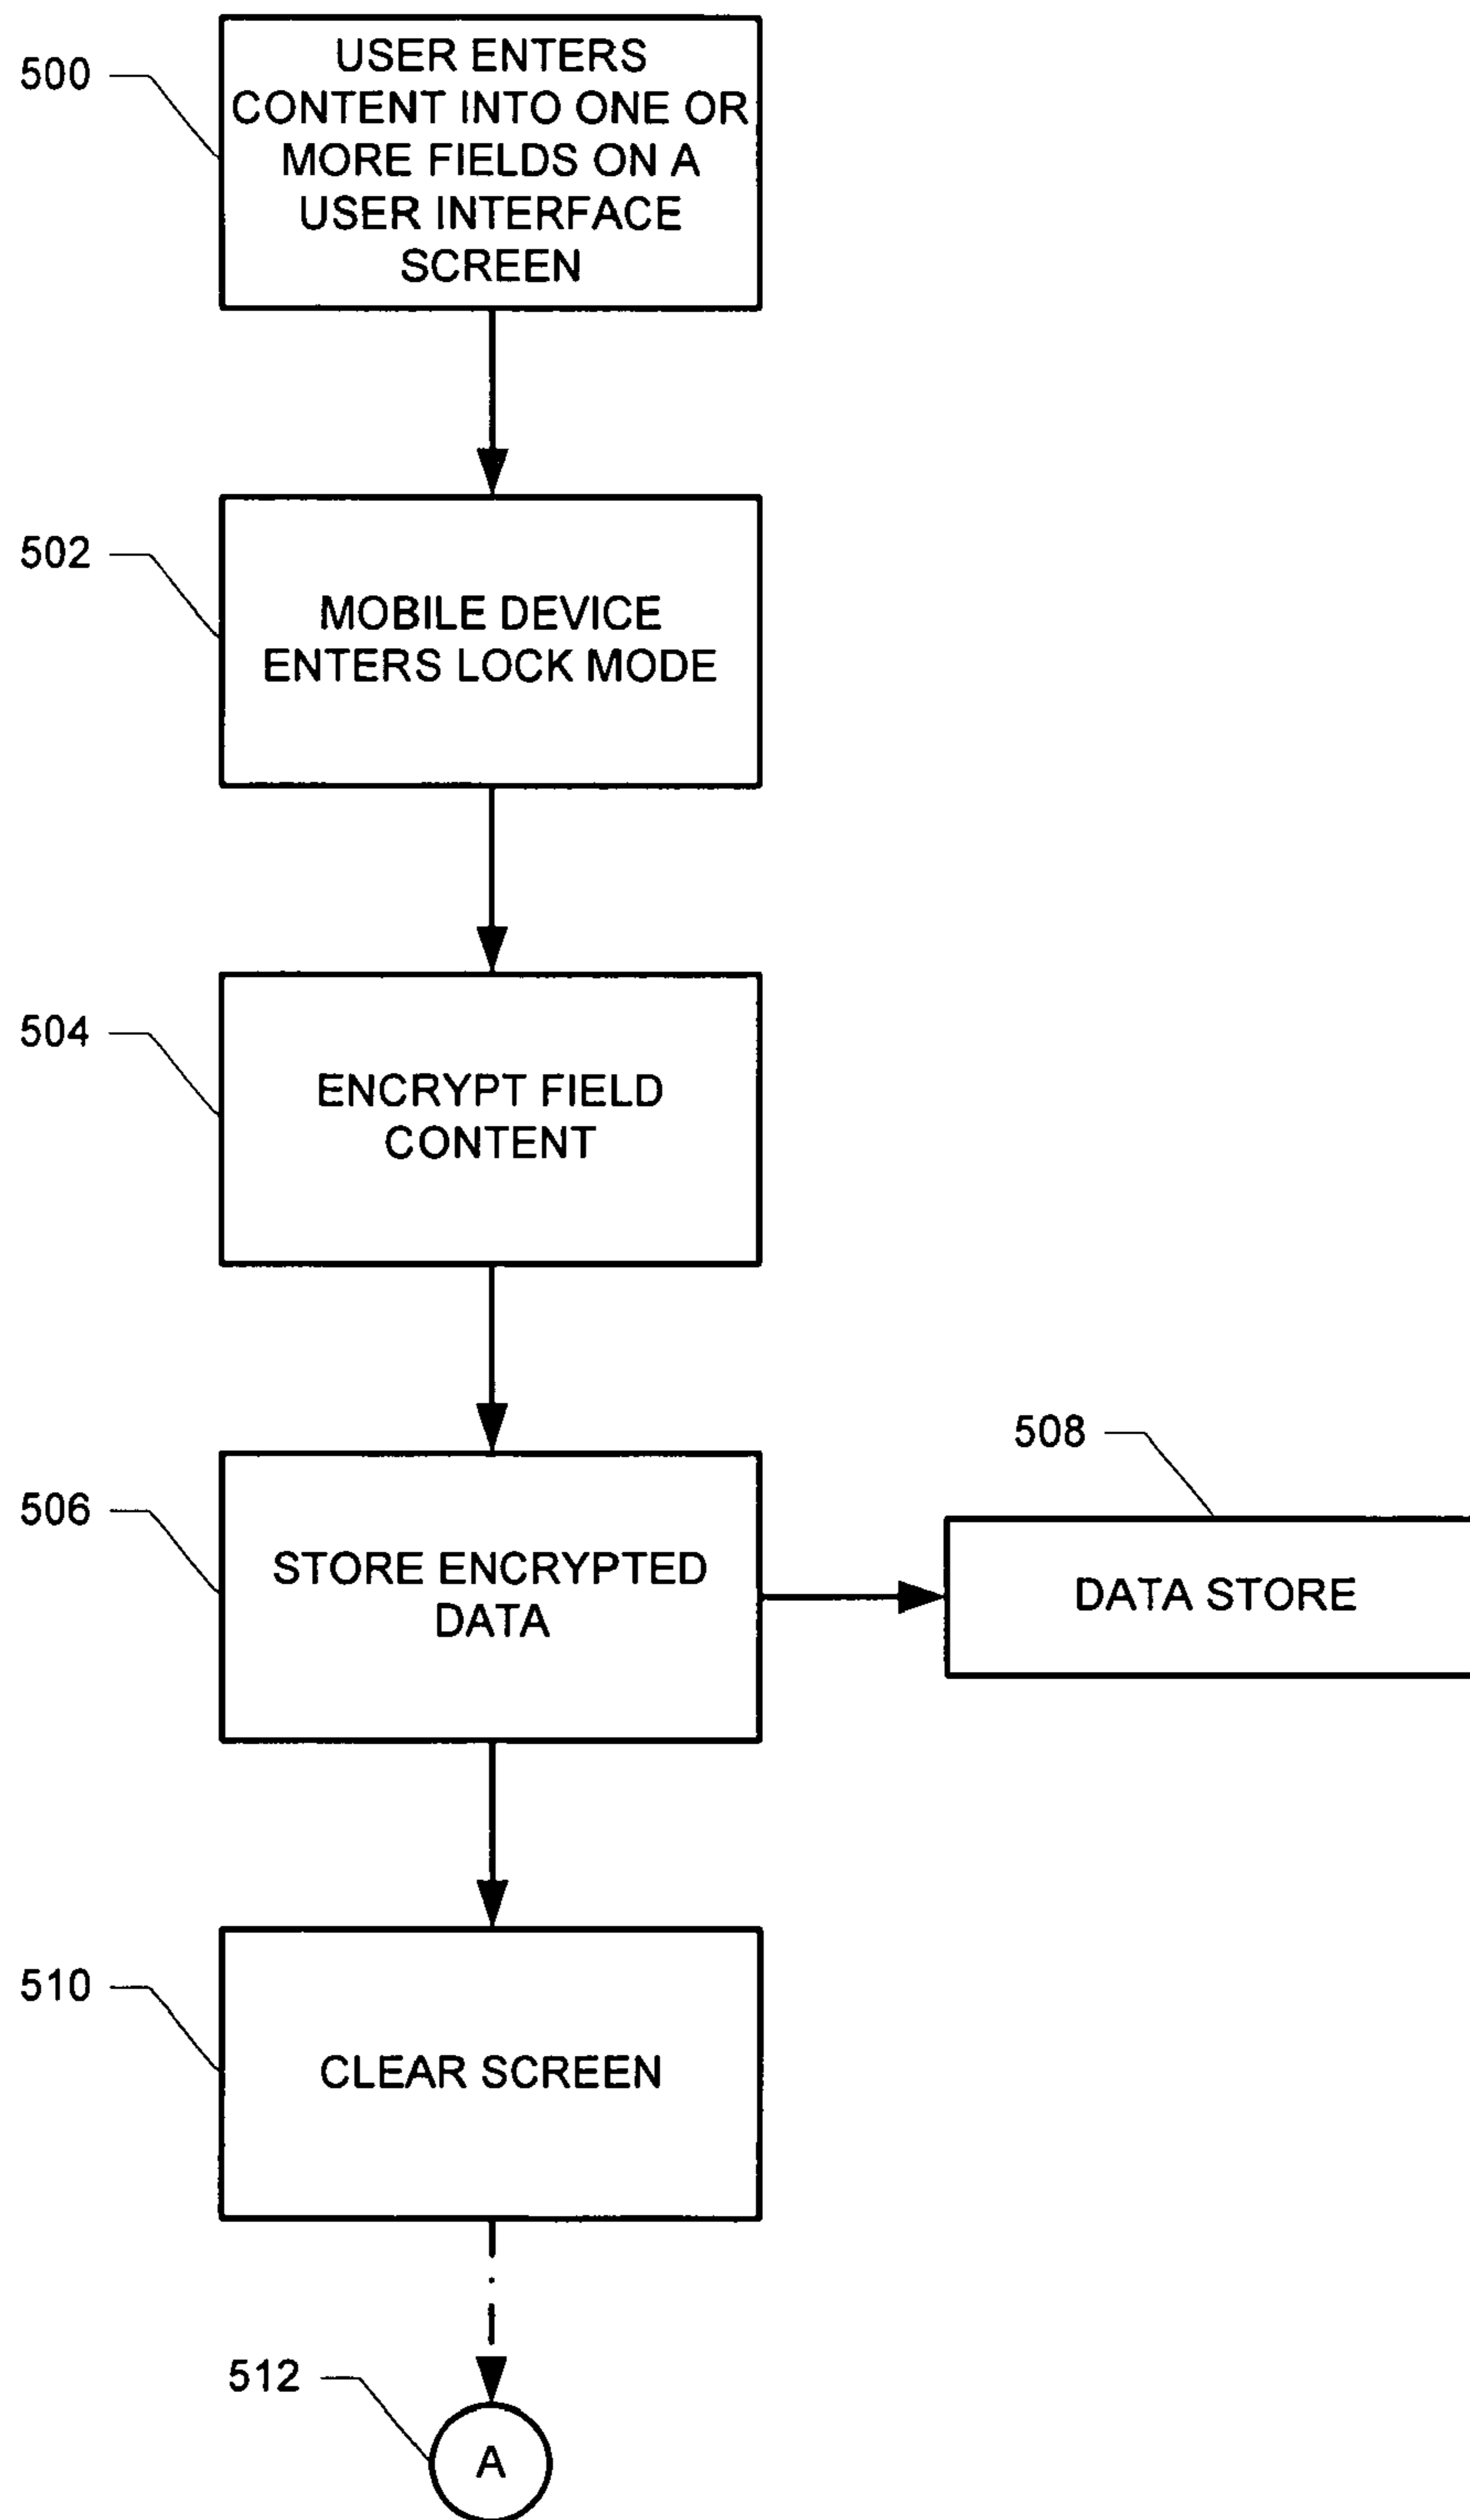 500
USER ENTERS
CONTENT INTO ONE OR
MORE FIELDS ON A
USER INTERFACE
SCREEN
502
MOBILE DEVICE
ENTERS LOCK MODE
504
ENCRYPT FIELD
CONTENT
506
STORE ENCRYPTED
DATA
508
DATA STORE
510
CLEAR SCREEN
512
A